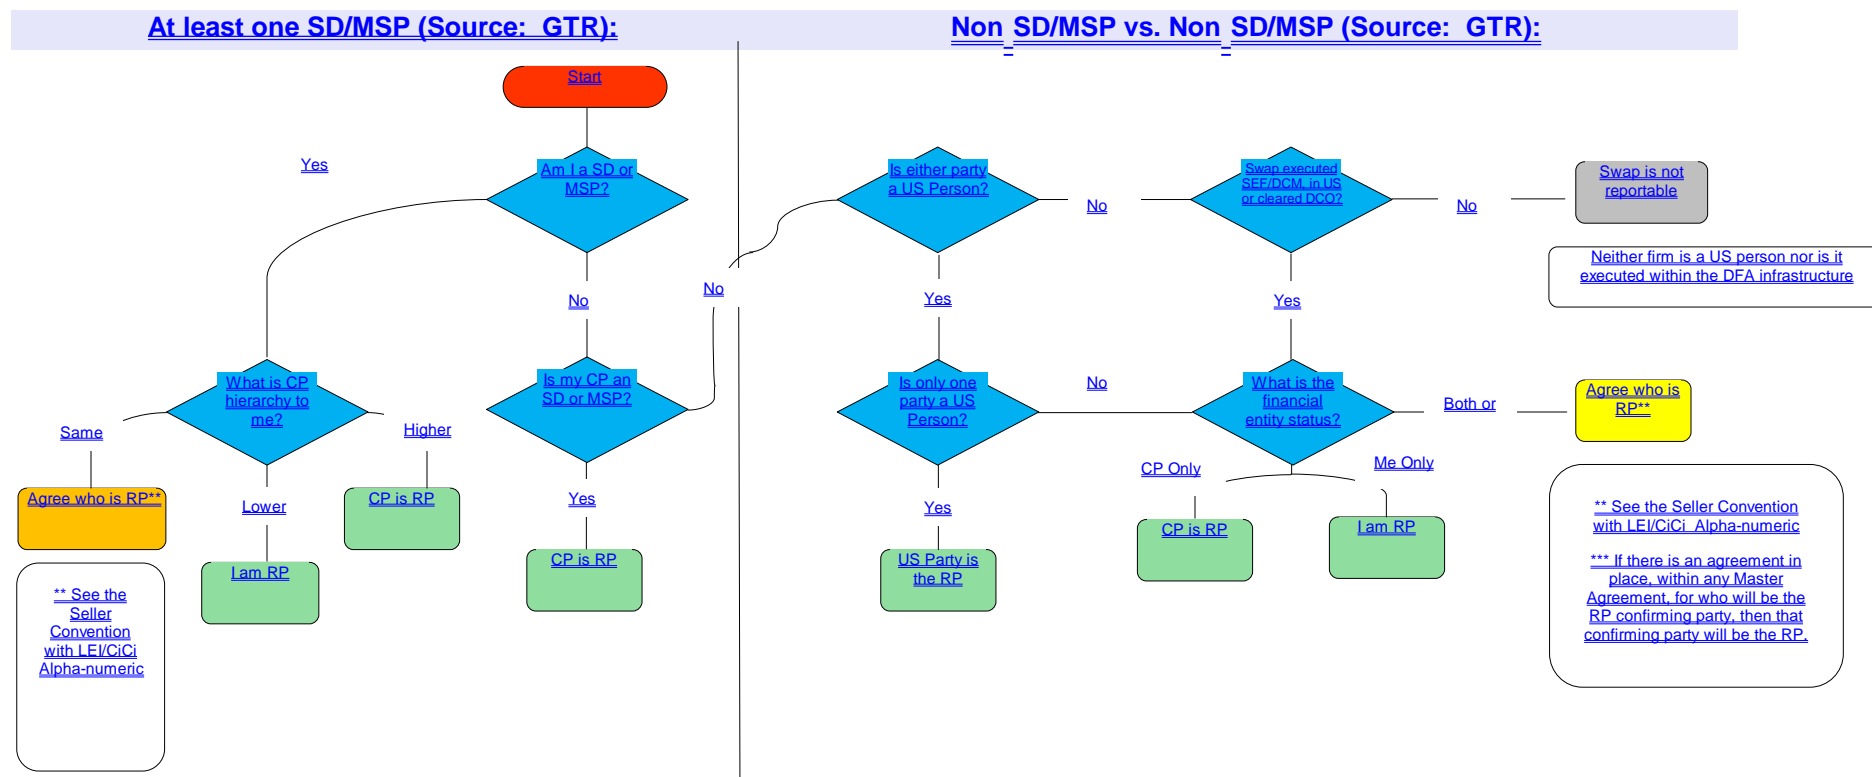 At least one SD/MSP (Source:  GTR):
Non_SD/MSP vs. Non_SD/MSP (Source:  GTR):
Start
Yes
Am I a SD or
MSP?
Is either party
a US Person?
No
Swap executed
SEF/DCM, in US
or cleared DCO?
No
Swap is not
reportable
Neither firm is a US person nor is it
executed within the DFA infrastructure
No
No
Yes
Yes
What is CP
hierarchy to
me?
Is my CP an
SD or MSP?
Is only one
party a US
Person?
No
What is the
financial
entity status?
Both or
Agree who is
RP**
Same
Higher
Lower
Yes
Yes
CP Only
Me Only
Agree who is RP**
CP is RP
I am RP
CP is RP
US Party is
the RP
CP is RP
I am RP
** See the
Seller
Convention
with LEI/CiCi
Alpha-numeric
** See the Seller Convention
with LEI/CiCi  Alpha-numeric
*** If there is an agreement in
place, within any Master
Agreement, for who will be the
RP confirming party, then that
confirming party will be the RP.